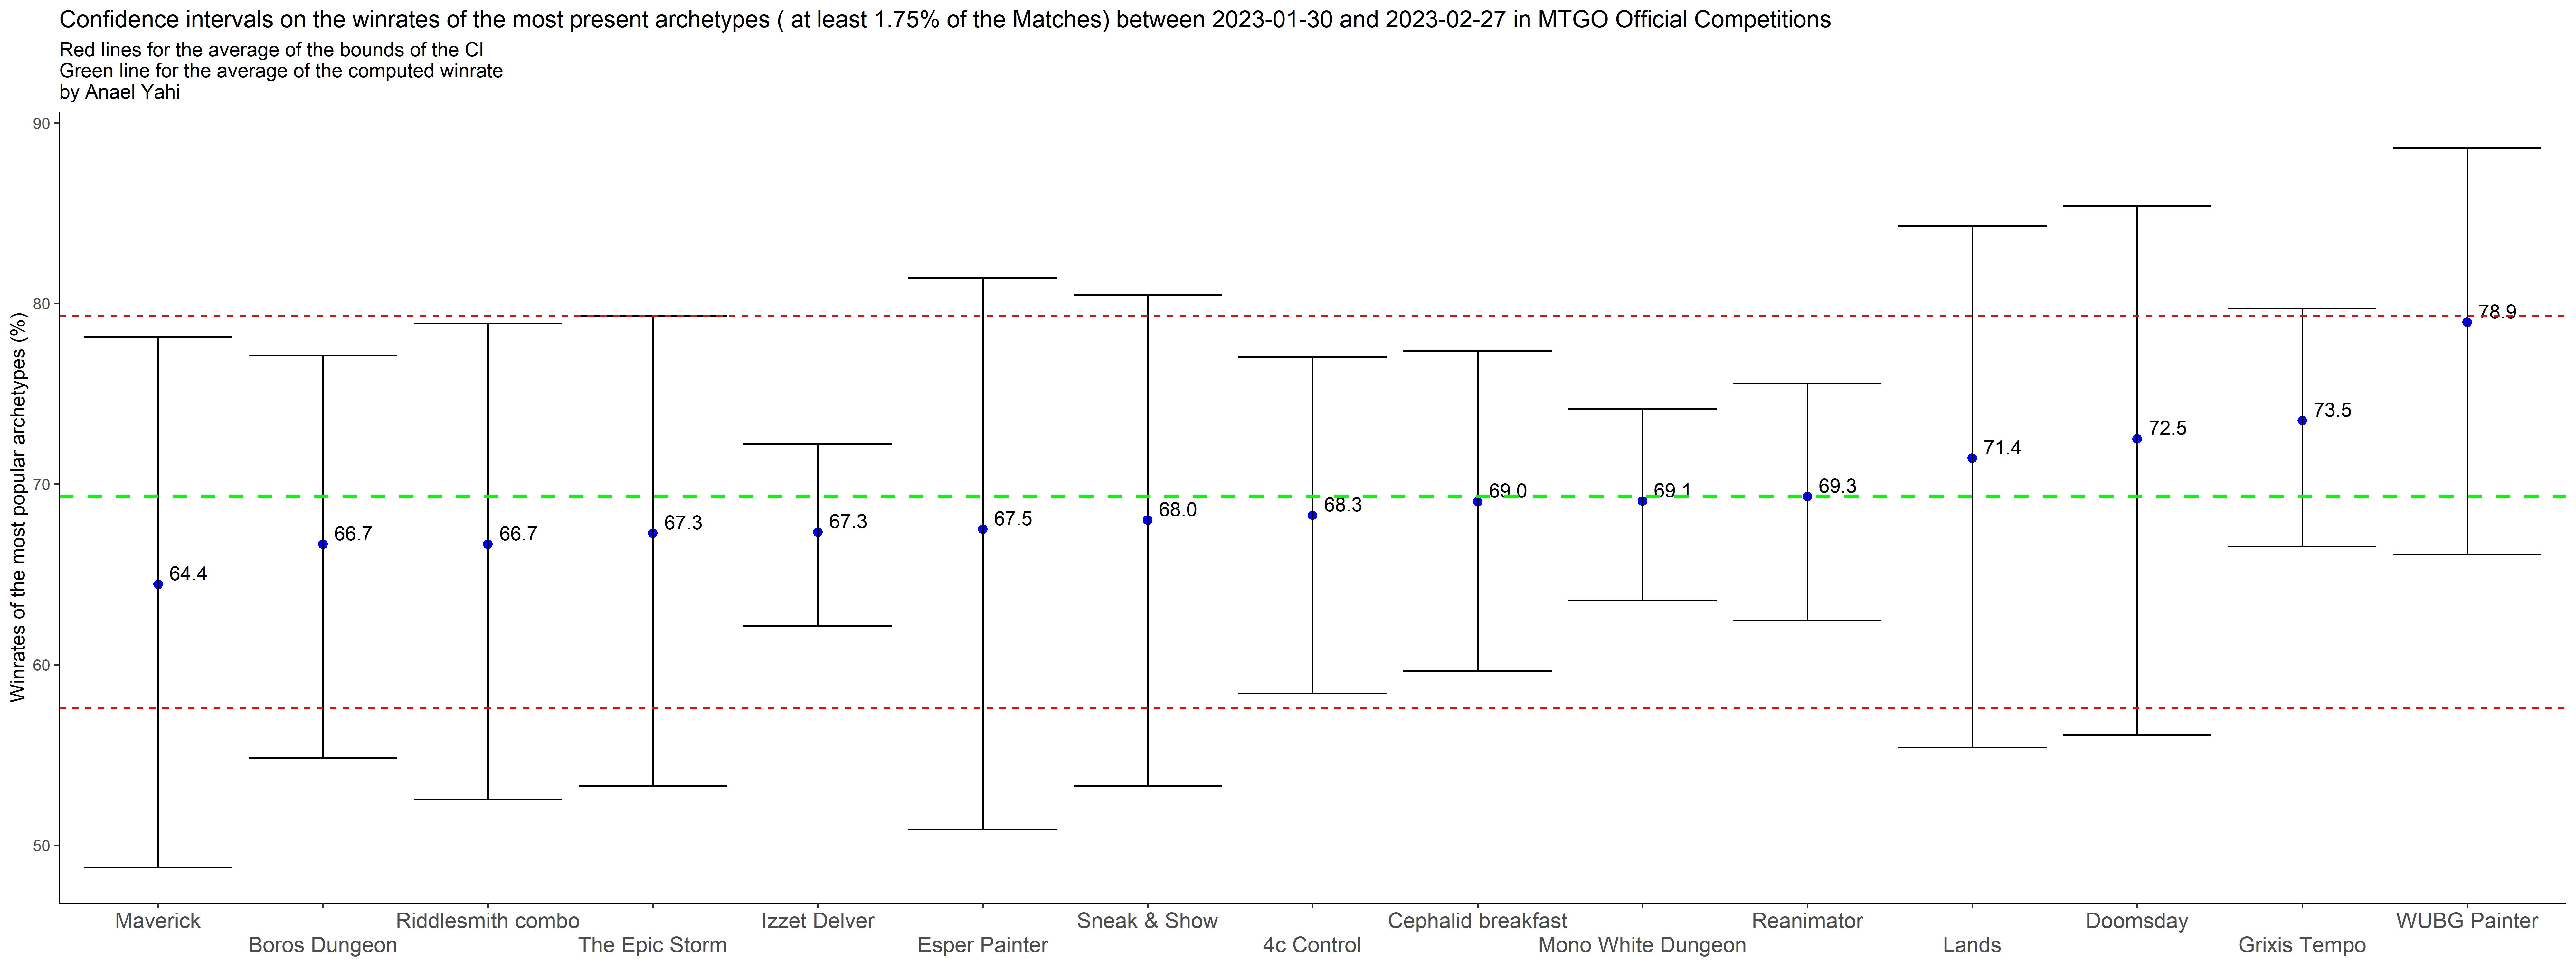 Confidence intervals on the winrates of the most present archetypes ( at least 1.75% of the Matches) between 2023-01-30 and 2023-02-27 in MTGO Official Competitions
Red lines for the average of the bounds of the CI
Green line for the average of the computed winrate
by Anael Yahi
Winrates of the most popular archetypes (%)
90
80
70
60
50
64.4
66.7
66.7
67.3
67.3
67.5
68.0
68.3
69.0
69.1
69.3
71.4
72.5
73.5
78.9
Maverick
Boros Dungeon
Riddlesmith combo
The Epic Storm
Izzet Delver
Esper Painter
Sneak & Show
4c Control
Cephalid breakfast
Mono White Dungeon
Reanimator
Lands
Doomsday
Grixis Tempo
WUBG Painter